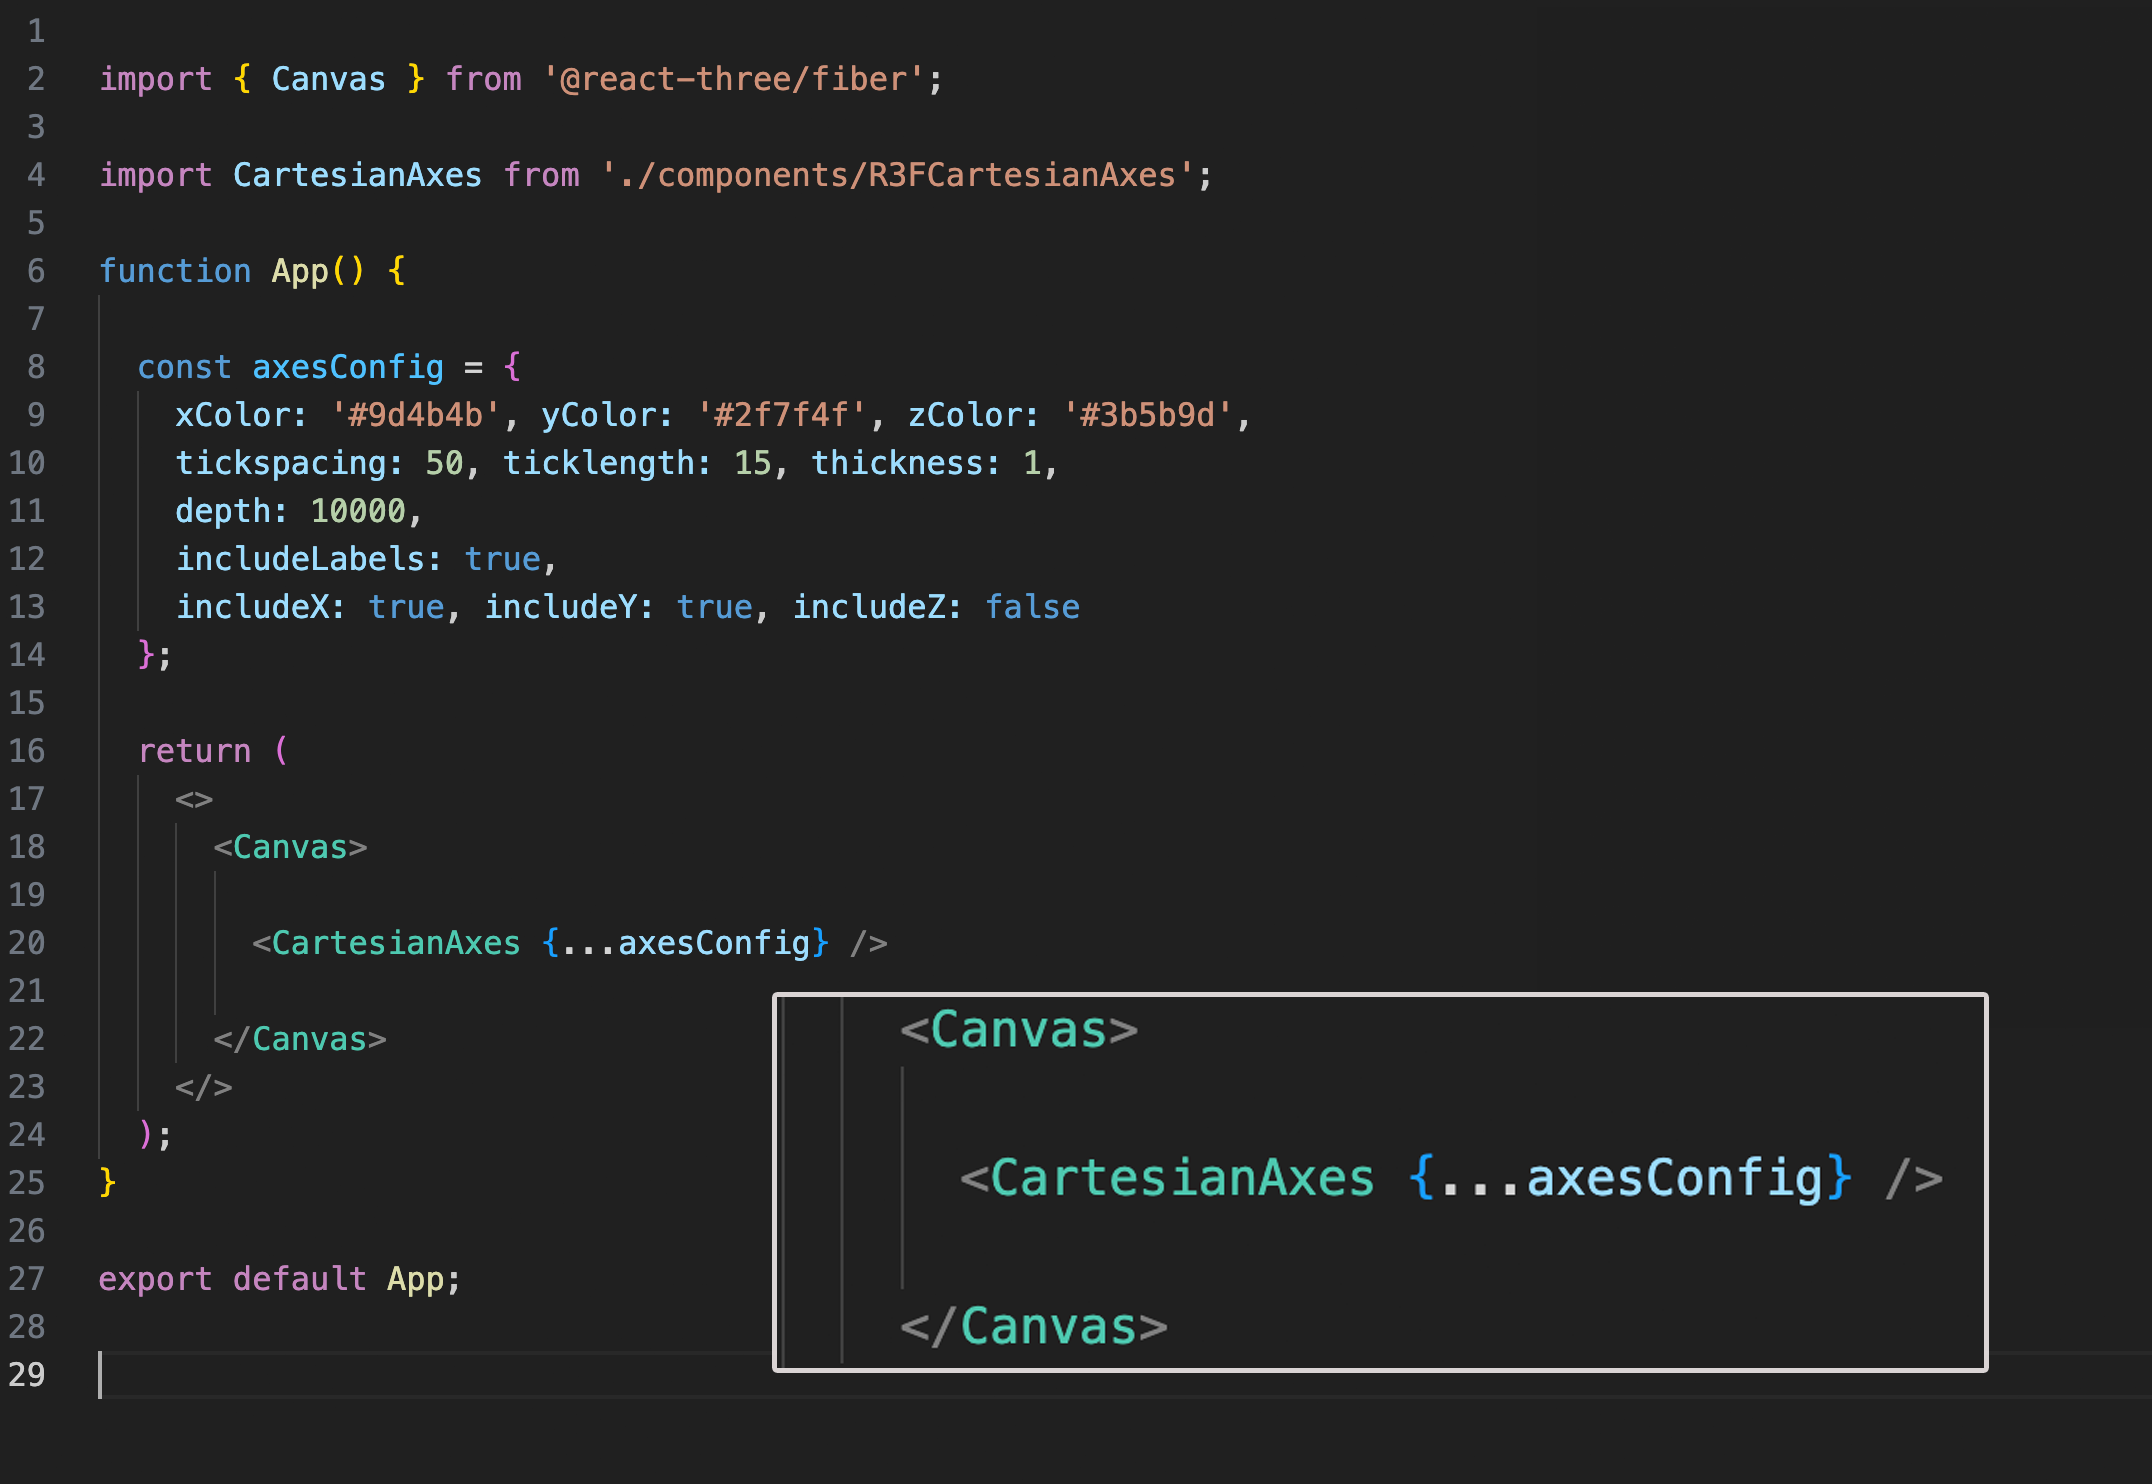 1
2 import { Canvas } from '@react-three/fiber';
3
4 import CartesianAxes from './components/R3FCartesianAxes';
5
6 function App() {
7
8   const axesConfig = {
9     xColor: '#9d4b4b', yColor: '#2f7f4f', zColor: '#3b5b9d',
10     tickspacing: 50, ticklength: 15, thickness: 1,
11     depth: 10000,
12     includeLabels: true,
13     includeX: true, includeY: true, includeZ: false
14   };
15
16   return (
17     <>
18       <Canvas>
19
20         <CartesianAxes {...axesConfig} />
21
22       </Canvas>
23     </>
24   );
25 }
26
27 export default App;
28
29
<Canvas>
<CartesianAxes {...axesConfig} />
</Canvas>